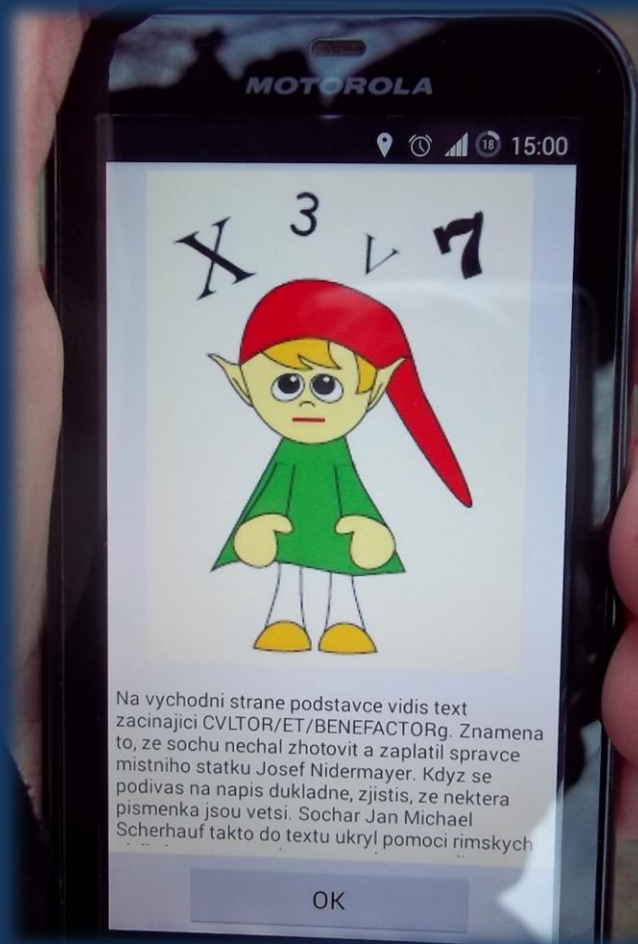 MOTOROLA
18 15:00
X 3 V 7
Na vychodni strane podstavce vidis text
zacinajici CVLTOR/ET/BENEFACTORg. Znamena
to, ze sochu nechal zhotovit a zaplatil spravce
mistniho statku Josef Nidermayer. Kdyz se
podivas na napis dukladne, zjistis, ze nektera
pismenka jsou vetsi. Sochar Jan Michael
Scherhauf takto do textu ukryl pomoci rimskych
OK